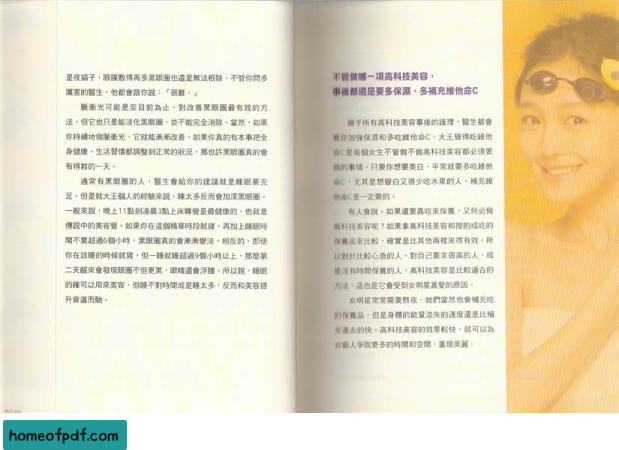 是夜貓子，眼膜敷得再多黑眼圈也還是無法根除，不管你問多
厲害的醫生，他都會跟你說：『很難。』
脈衝光可能是至目前為止，對改善黑眼圈最有效的方
法。但它也只是能淡化黑眼圈，並不能完全消除。當然，如果
你持續地做脈衝光，它就能漸漸改善。如果你真的有本事把全
身健康、生活習慣都調整到正常的狀況，那也許黑眼圈真的會
有得救的一天。
通常有黑眼圈的人，醫生會給你的建議就是睡眠要充
足。但是就大王個人的經驗來說，睡太多反而會加深黑眼圈。
一般來說，晚上11點到凌晨3點上床睡覺是最健康的，也就是
傳說中的美容覺。如果你在這個精華時段就寢，再加上睡眠時
間不要超過6個小時，黑眼圈真的會漸漸變淡。相反的，即使
你在該睡的時候就寢，但一睡就睡超過9個小時以上，那麼第
二天醒來會發現眼圈不但更黑，眼睛還會浮腫。所以說，睡眠
的確可以用來美容，但睡不對時間或是睡太多，反而和美容提
升背道而馳。
不管做哪一項高科技美容，
事後都還是要多保濕、多補充維他命C
幾乎所有高科技美容事後的護理，醫生都會
要你加強保濕和多吃維他命C。大王覺得吃維他
命C是每個女生不管做不做高科技美容都必須要
做的事情，只要你想要美白，平常就要多吃維他
命C，尤其是想變白又很少吃水果的人，補充維
他命C是一定要的。
有人會說，如果還要靠吃來保養，又何必做
高科技美容呢？如果拿高科技美容和擦的或吃的
保養品來比較，確實是比其他兩樣來得有效。所
以對於比較心急的人、對自己要求很高的人，或
是沒有時間保養的人，高科技美容是比較適合的
方法，這也是它會受到女明星喜愛的原因。
女明星常常需要熬夜，她們當然也會補充吃
的保養品，但是身體的能量流失的速度還是比補
充進去的快。高科技美容的效果較快，就可以為
女藝人爭取更多的時間和空間，重現美麗。
homeofpdf.com